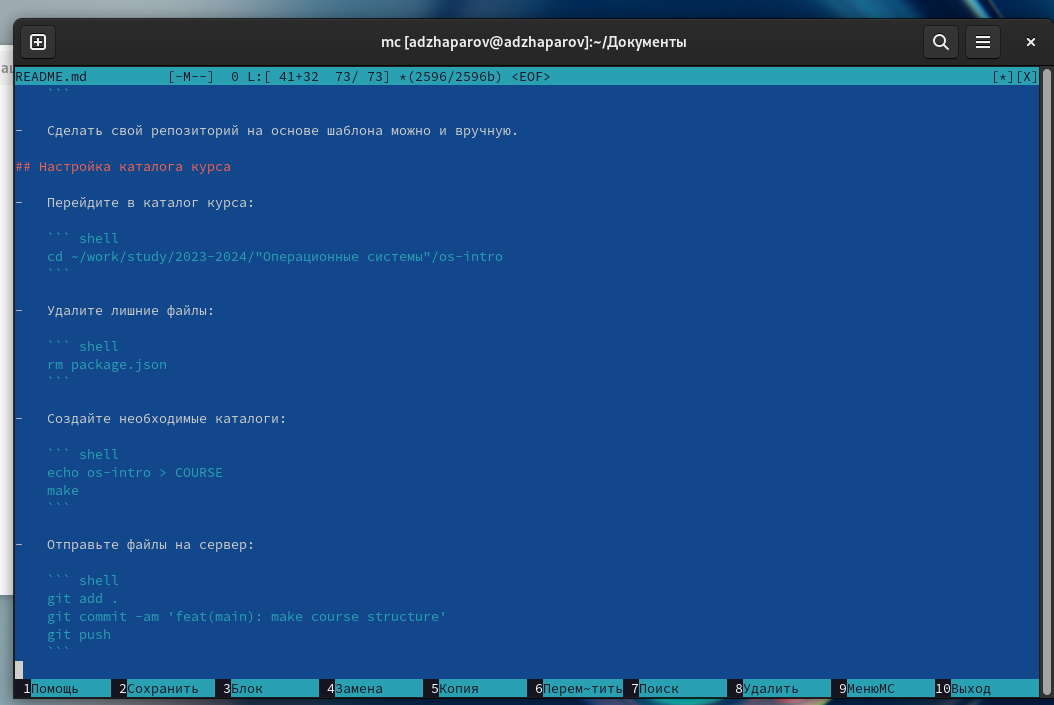 mc [adzhaparov@adzhaparov]:~/Документы
README.md [-M--] 0 L:[ 41+32 73/ 73] *(2596/2596b) <EOF> [*][X]
```
- Сделать свой репозиторий на основе шаблона можно и вручную.
## Настройка каталога курса
- Перейдите в каталог курса:
``` shell
cd ~/work/study/2023-2024/"Операционные системы"/os-intro
```
- Удалите лишние файлы:
``` shell
rm package.json
```
- Создайте необходимые каталоги:
``` shell
echo os-intro > COURSE
make
```
- Отправьте файлы на сервер:
``` shell
git add .
git commit -am 'feat(main): make course structure'
git push
```
1Помощь 2Сохранить 3Блок 4Замена 5Копия 6Перем~тить 7Поиск 8Удалить 9МенюMC 10Выход